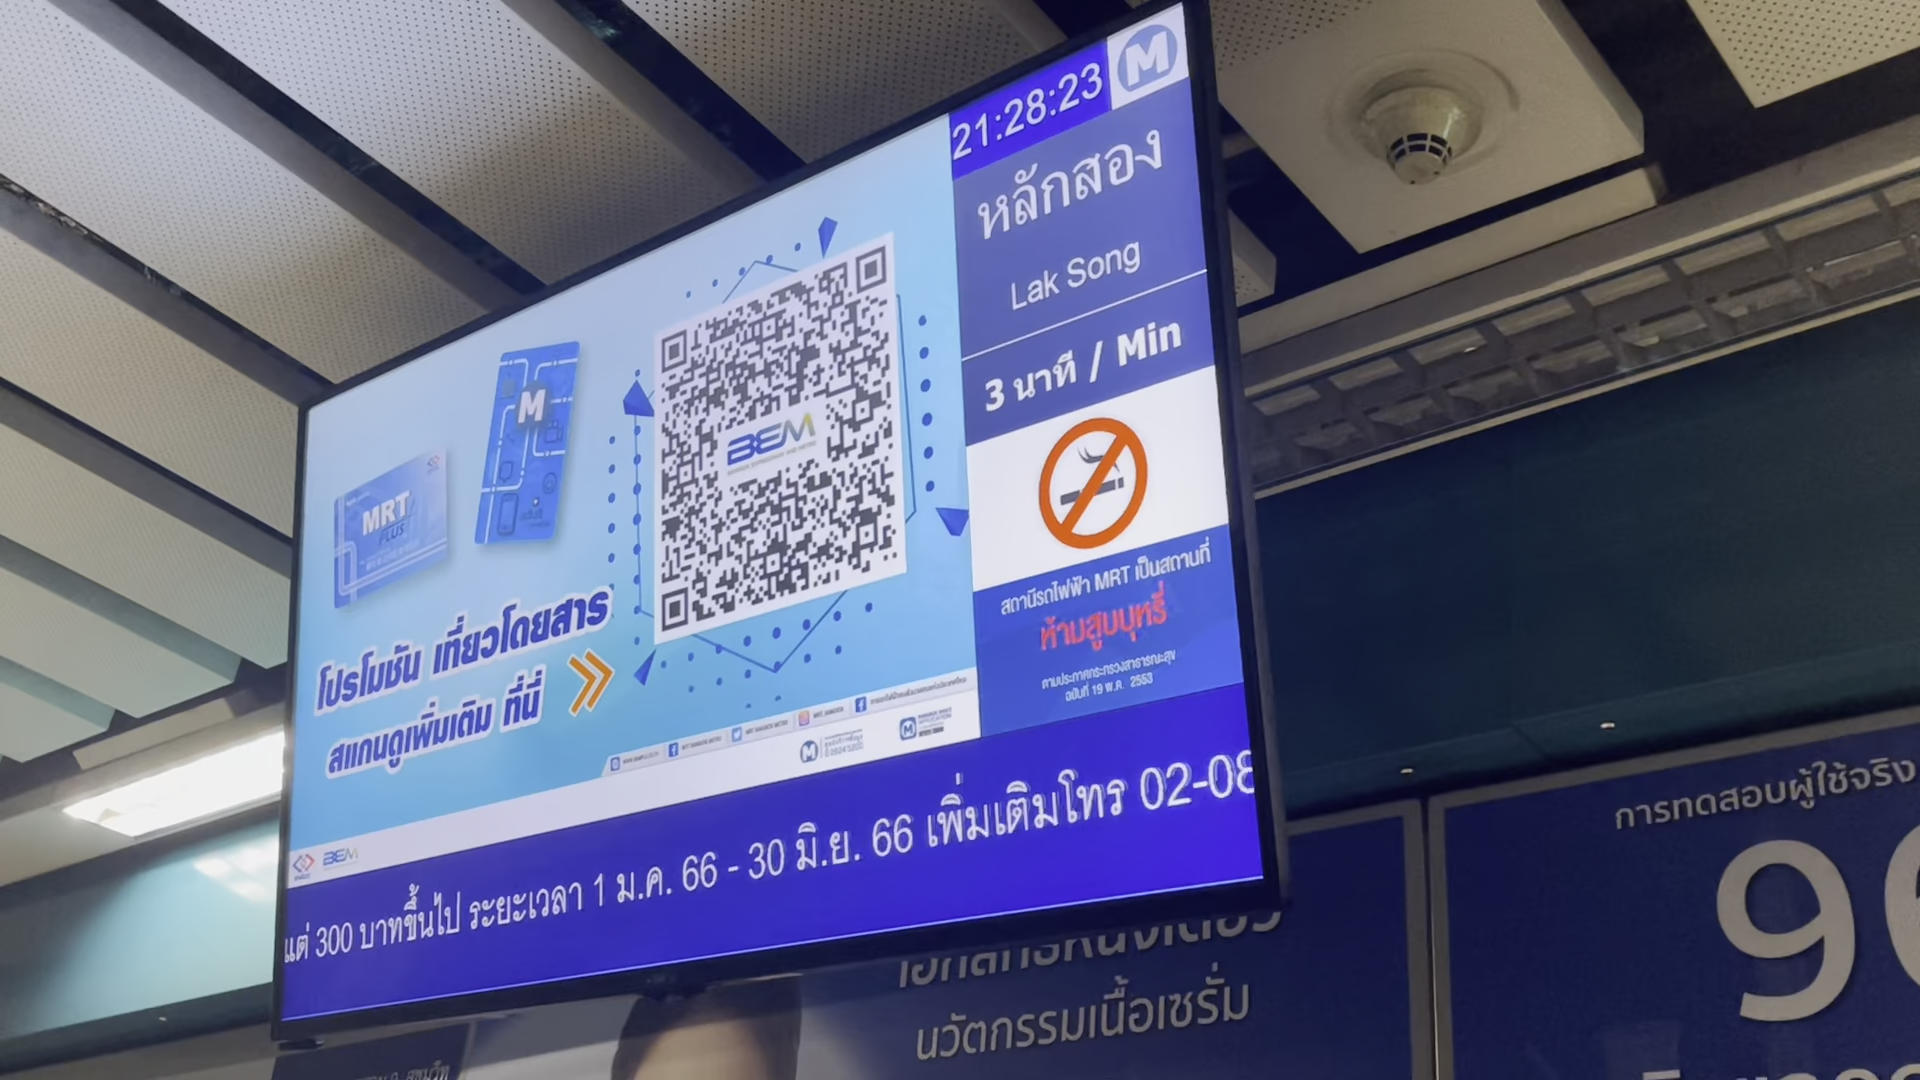 21:28:23
M
หลักสอง
Lak Song
3 นาที / Min
สถานีรถไฟฟ้า MRT เป็นสถานที่
ห้ามสูบบุหรี่
ตามประกาศกระทรวงสาธารณะสุข
ฉบับที่ 19 พ.ศ. 2553
M
MRT
PLUS
BEM
โปรโมชัน เที่ยวโดยสาร
สแกนดูเพิ่มเติม ที่นี่
BEM
แต่ 300 บาทขึ้นไป ระยะเวลา 1 ม.ค. 66 - 30 มิ.ย. 66 เพิ่มเติมโทร 02-08
นวัตกรรมเนื้อเซรั่ม
การทดสอบผู้ใช้จริง